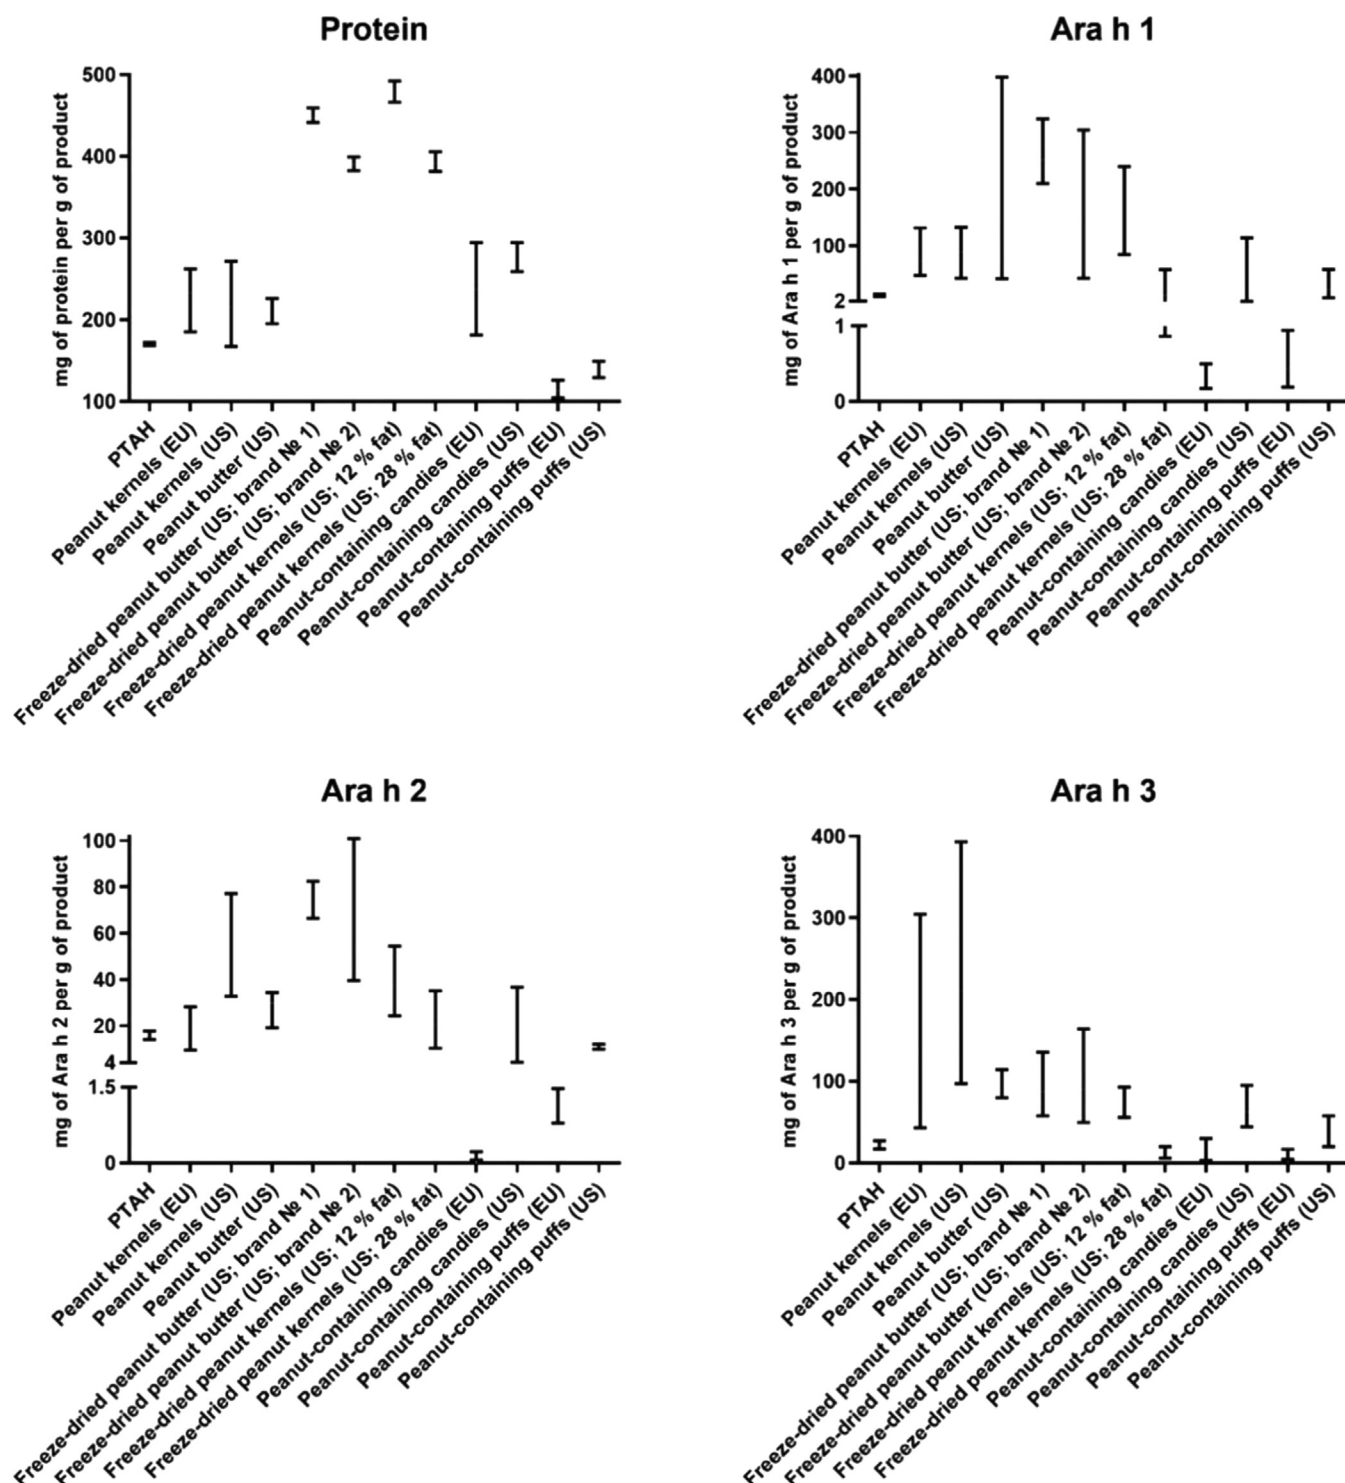 Protein
mg of protein per g of product
500
400
300
200
100
PTAH
Peanut kernels (EU)
Peanut kernels (US)
Peanut butter (US)
Freeze-dried peanut butter (US; brand № 1)
Freeze-dried peanut butter (US; brand № 2)
Freeze-dried peanut kernels (US; 12 % fat)
Freeze-dried peanut kernels (US; 28 % fat)
Peanut-containing candies (EU)
Peanut-containing candies (US)
Peanut-containing puffs (EU)
Peanut-containing puffs (US)
Ara h 1
mg of Ara h 1 per g of product
400
300
200
100
2
1
0
PTAH
Peanut kernels (EU)
Peanut kernels (US)
Peanut butter (US)
Freeze-dried peanut butter (US; brand № 1)
Freeze-dried peanut butter (US; brand № 2)
Freeze-dried peanut kernels (US; 12 % fat)
Freeze-dried peanut kernels (US; 28 % fat)
Peanut-containing candies (EU)
Peanut-containing candies (US)
Peanut-containing puffs (EU)
Peanut-containing puffs (US)
Ara h 2
mg of Ara h 2 per g of product
100
80
60
40
20
4
1.5
0
PTAH
Peanut kernels (EU)
Peanut kernels (US)
Peanut butter (US)
Freeze-dried peanut butter (US; brand № 1)
Freeze-dried peanut butter (US; brand № 2)
Freeze-dried peanut kernels (US; 12 % fat)
Freeze-dried peanut kernels (US; 28 % fat)
Peanut-containing candies (EU)
Peanut-containing candies (US)
Peanut-containing puffs (EU)
Peanut-containing puffs (US)
Ara h 3
mg of Ara h 3 per g of product
400
300
200
100
0
PTAH
Peanut kernels (EU)
Peanut kernels (US)
Peanut butter (US)
Freeze-dried peanut butter (US; brand № 1)
Freeze-dried peanut butter (US; brand № 2)
Freeze-dried peanut kernels (US; 12 % fat)
Freeze-dried peanut kernels (US; 28 % fat)
Peanut-containing candies (EU)
Peanut-containing candies (US)
Peanut-containing puffs (EU)
Peanut-containing puffs (US)